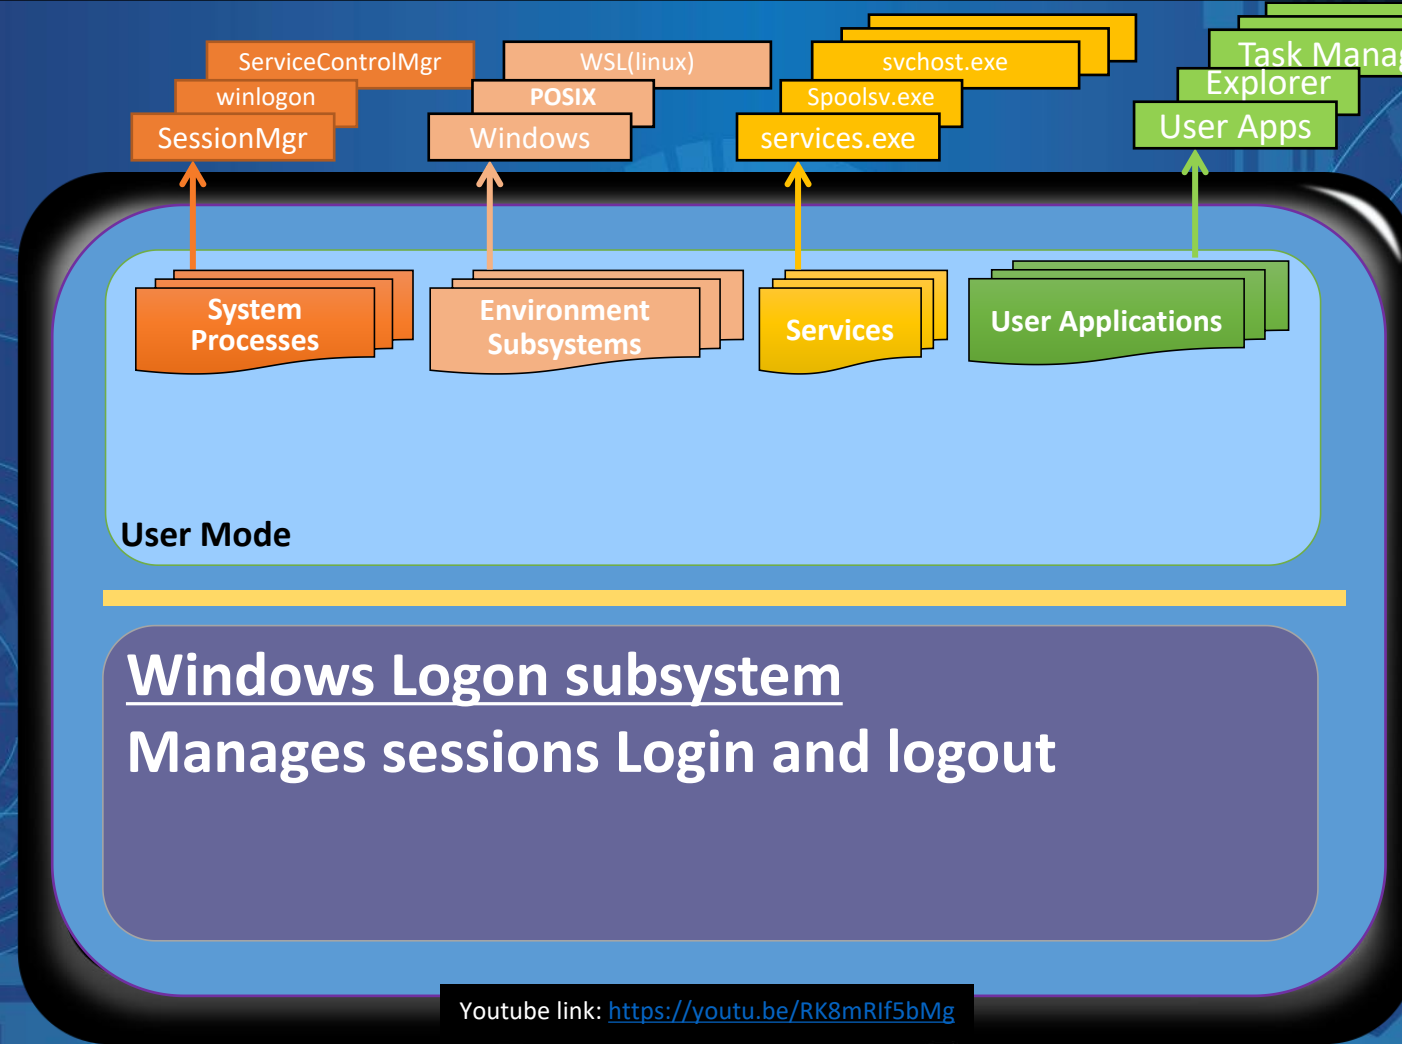 ServiceControlMgr
winlogon
SessionMgr
WSL(linux)
POSIX
Windows
svchost.exe
Spoolsv.exe
services.exe
Task Manag
Explorer
User Apps
System
Processes
Environment
Subsystems
Services
User Applications
User Mode
Windows Logon subsystem
Manages sessions Login and logout
Youtube link: https://youtu.be/RK8mRIf5bMg